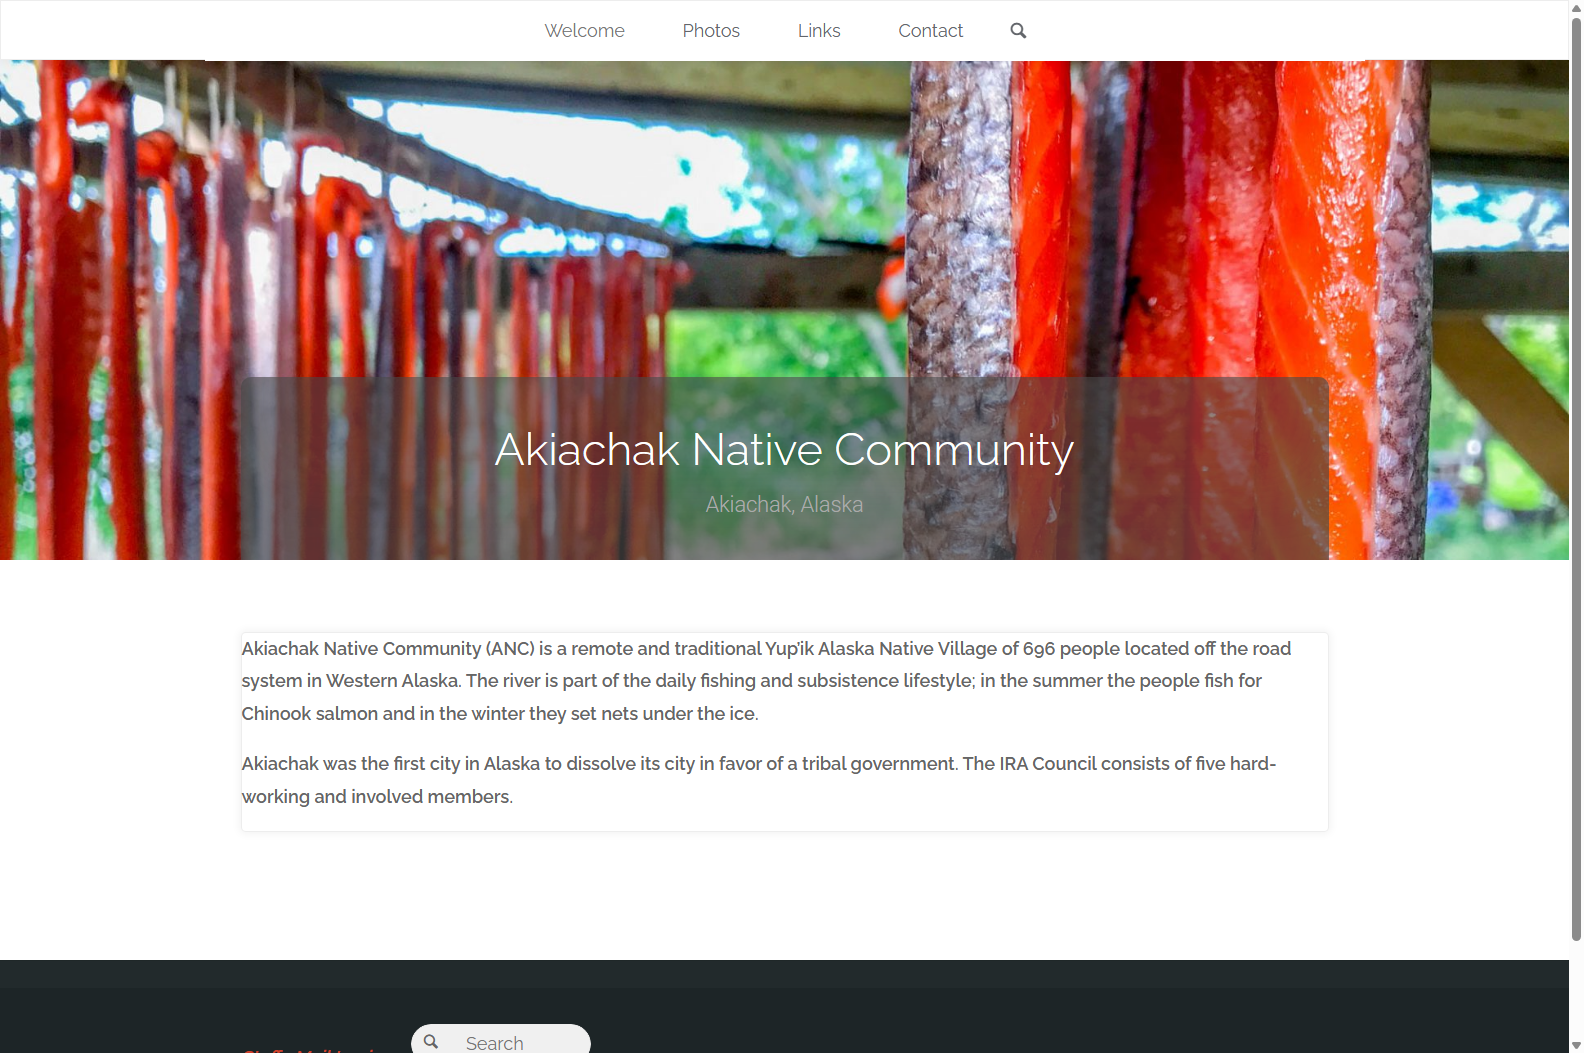 Welcome Photos Links Contact
Akiachak Native Community
Akiachak, Alaska
Akiachak Native Community (ANC) is a remote and traditional Yup’ik Alaska Native Village of 696 people located off the road
system in Western Alaska. The river is part of the daily fishing and subsistence lifestyle; in the summer the people fish for
Chinook salmon and in the winter they set nets under the ice.
Akiachak was the first city in Alaska to dissolve its city in favor of a tribal government. The IRA Council consists of five hard-
working and involved members.
Search